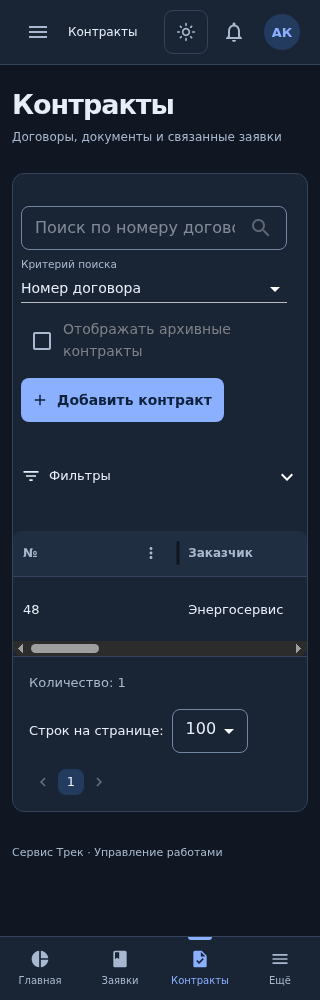 Контракты
АК
Контракты
Договоры, документы и связанные заявки
Поиск по номеру догово
Критерий поиска
Номер договора
Отображать архивные
контракты
+ Добавить контракт
Фильтры
№ Заказчик
48 Энергосервис
Количество: 1
Строк на странице: 100
1
Сервис Трек · Управление работами
Главная Заявки Контракты Ещё